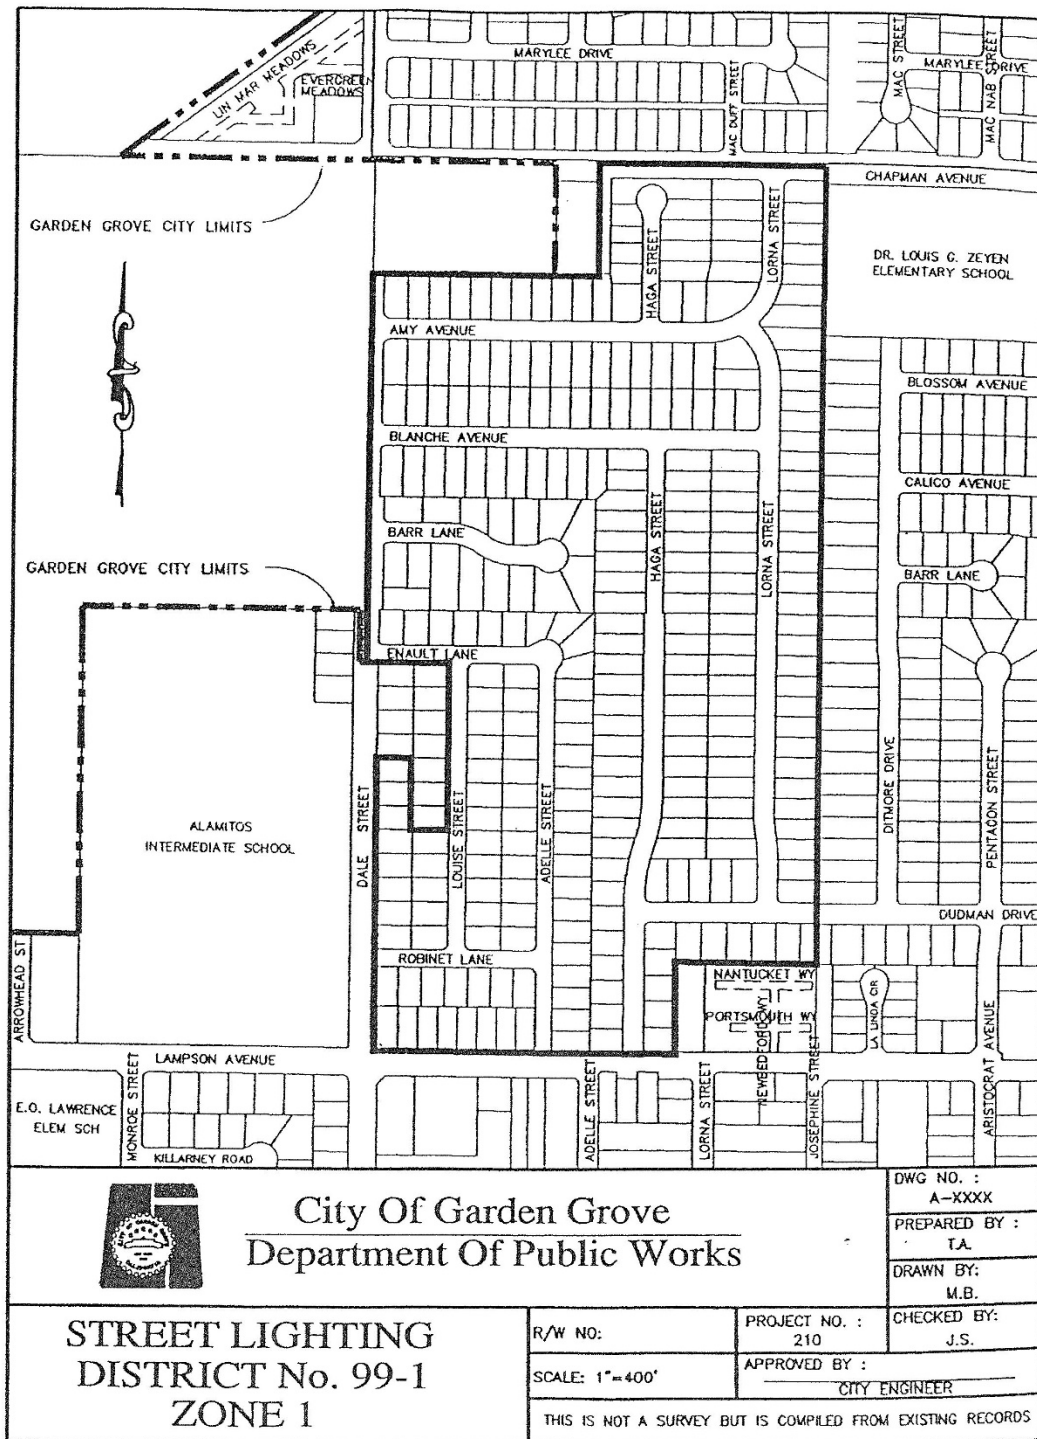 MARYLEE DRIVE
MAC STREET
MARYLEE DRIVE
MAC NAB STREET
LIN MAR MEADOWS
EVERGREEN
MEADOWS
MAC DUFF STREET
CHAPMAN AVENUE
GARDEN GROVE CITY LIMITS
HAGA STREET
LORNA STREET
DR. LOUIS G. ZEYEN
ELEMENTARY SCHOOL
AMY AVENUE
BLOSSOM AVENUE
BLANCHE AVENUE
CALICO AVENUE
BARR LANE
HAGA STREET
LORNA STREET
GARDEN GROVE CITY LIMITS
BARR LANE
ENAULT LANE
ALAMITOS
INTERMEDIATE SCHOOL
DALE STREET
LOUISE STREET
ADELLE STREET
DITMORE DRIVE
PENTAGON STREET
DUDMAN DRIVE
ARROWHEAD ST
ROBINET LANE
NANTUCKET WY
PORTSMOUTH WY
NEWBEDFORD WY
LA LINDA CIR
JOSEPHINE STREET
ARISTOCRAT AVENUE
LAMPSON AVENUE
MONROE STREET
E.O. LAWRENCE
ELEM SCH
KILLARNEY ROAD
ADELLE STREET
LORNA STREET
City Of Garden Grove
Department Of Public Works
DWG NO. :
A-XXXX
PREPARED BY :
T.A.
DRAWN BY:
M.B.
STREET LIGHTING
DISTRICT No. 99-1
ZONE 1
R/W NO:
PROJECT NO. :
210
CHECKED BY:
J.S.
SCALE: 1"=400'
APPROVED BY :
CITY ENGINEER
THIS IS NOT A SURVEY BUT IS COMPILED FROM EXISTING RECORDS